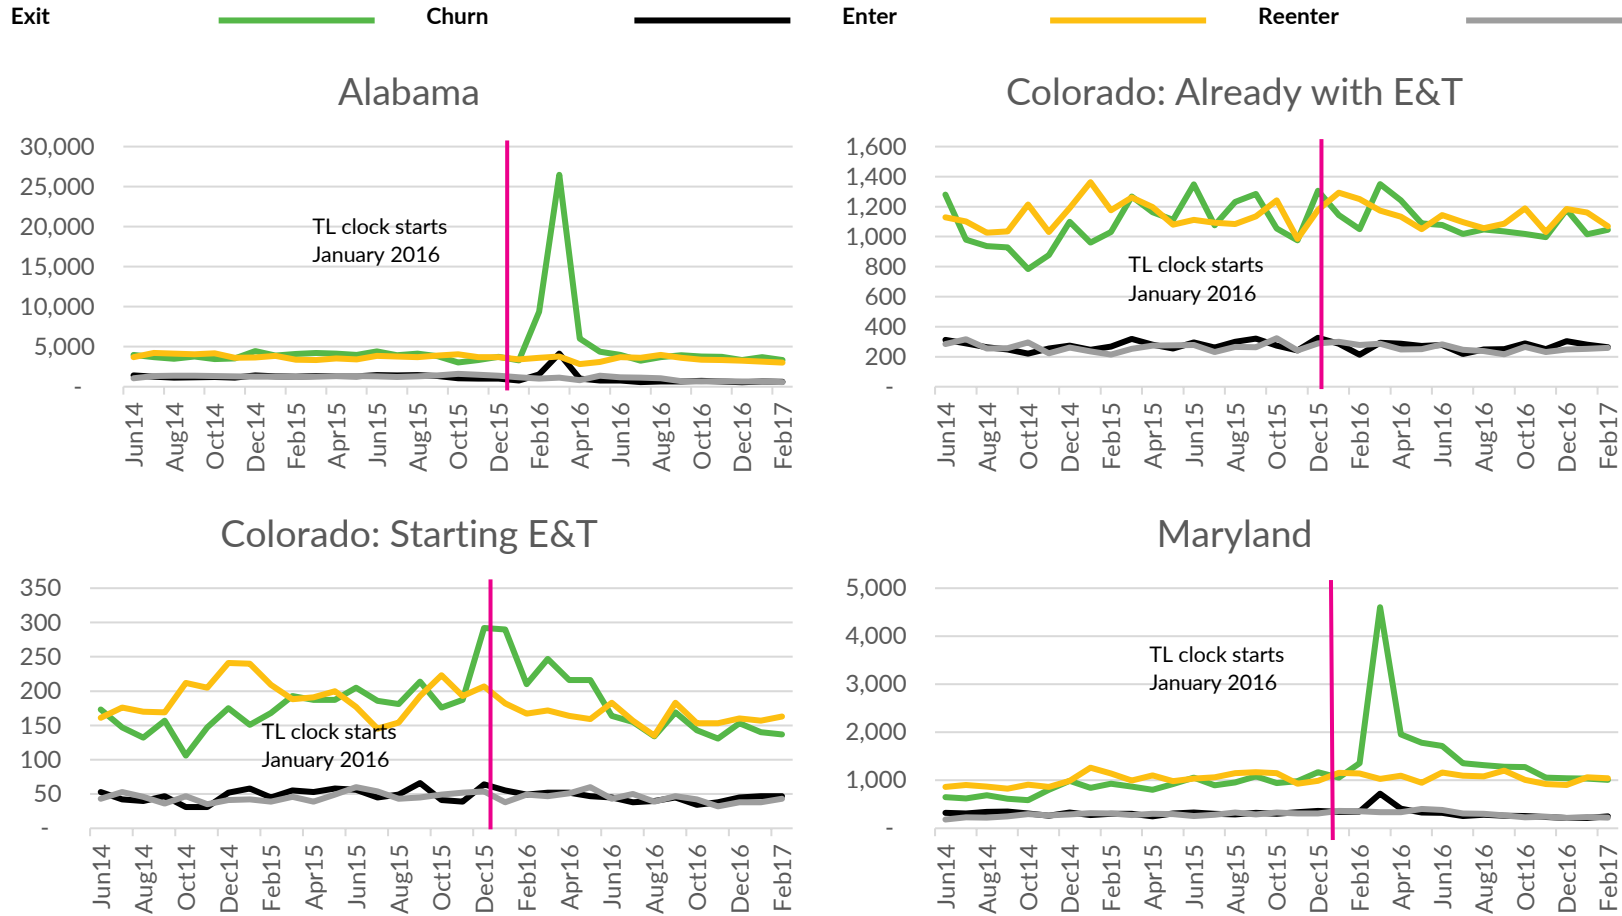 Exit Churn Enter Reenter
Alabama
30,000
25,000
20,000
15,000
10,000
5,000
-
TL clock starts
January 2016
Jun14 Aug14 Oct14 Dec14 Feb15 Apr15 Jun15 Aug15 Oct15 Dec15 Feb16 Apr16 Jun16 Aug16 Oct16 Dec16 Feb17
Colorado: Already with E&T
1,600
1,400
1,200
1,000
800
600
400
200
-
TL clock starts
January 2016
Jun14 Aug14 Oct14 Dec14 Feb15 Apr15 Jun15 Aug15 Oct15 Dec15 Feb16 Apr16 Jun16 Aug16 Oct16 Dec16 Feb17
Colorado: Starting E&T
350
300
250
200
150
100
50
-
TL clock starts
January 2016
Jun14 Aug14 Oct14 Dec14 Feb15 Apr15 Jun15 Aug15 Oct15 Dec15 Feb16 Apr16 Jun16 Aug16 Oct16 Dec16 Feb17
Maryland
5,000
4,000
3,000
2,000
1,000
-
TL clock starts
January 2016
Jun14 Aug14 Oct14 Dec14 Feb15 Apr15 Jun15 Aug15 Oct15 Dec15 Feb16 Apr16 Jun16 Aug16 Oct16 Dec16 Feb17